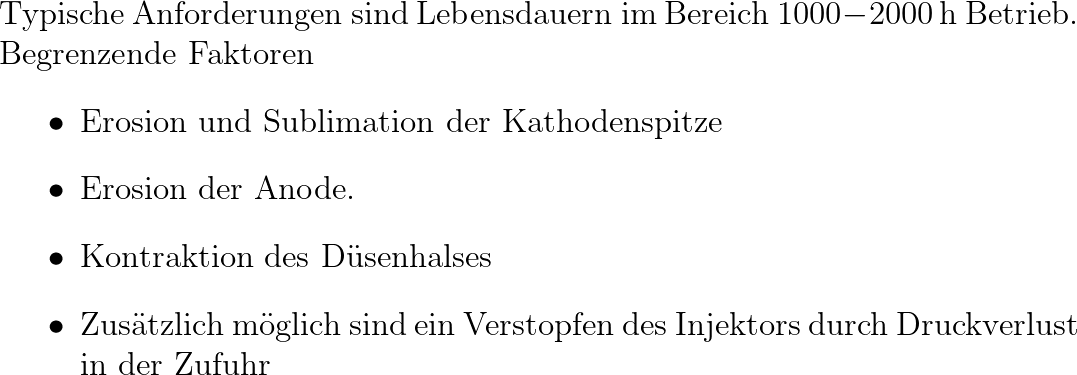 Typische Anforderungen sind Lebensdauern im Bereich 1000−2000 h Betrieb.
Begrenzende Faktoren
• Erosion und Sublimation der Kathodenspitze
• Erosion der Anode.
• Kontraktion des Düsenhalses
• Zusätzlich möglich sind ein Verstopfen des Injektors durch Druckverlust
in der Zufuhr